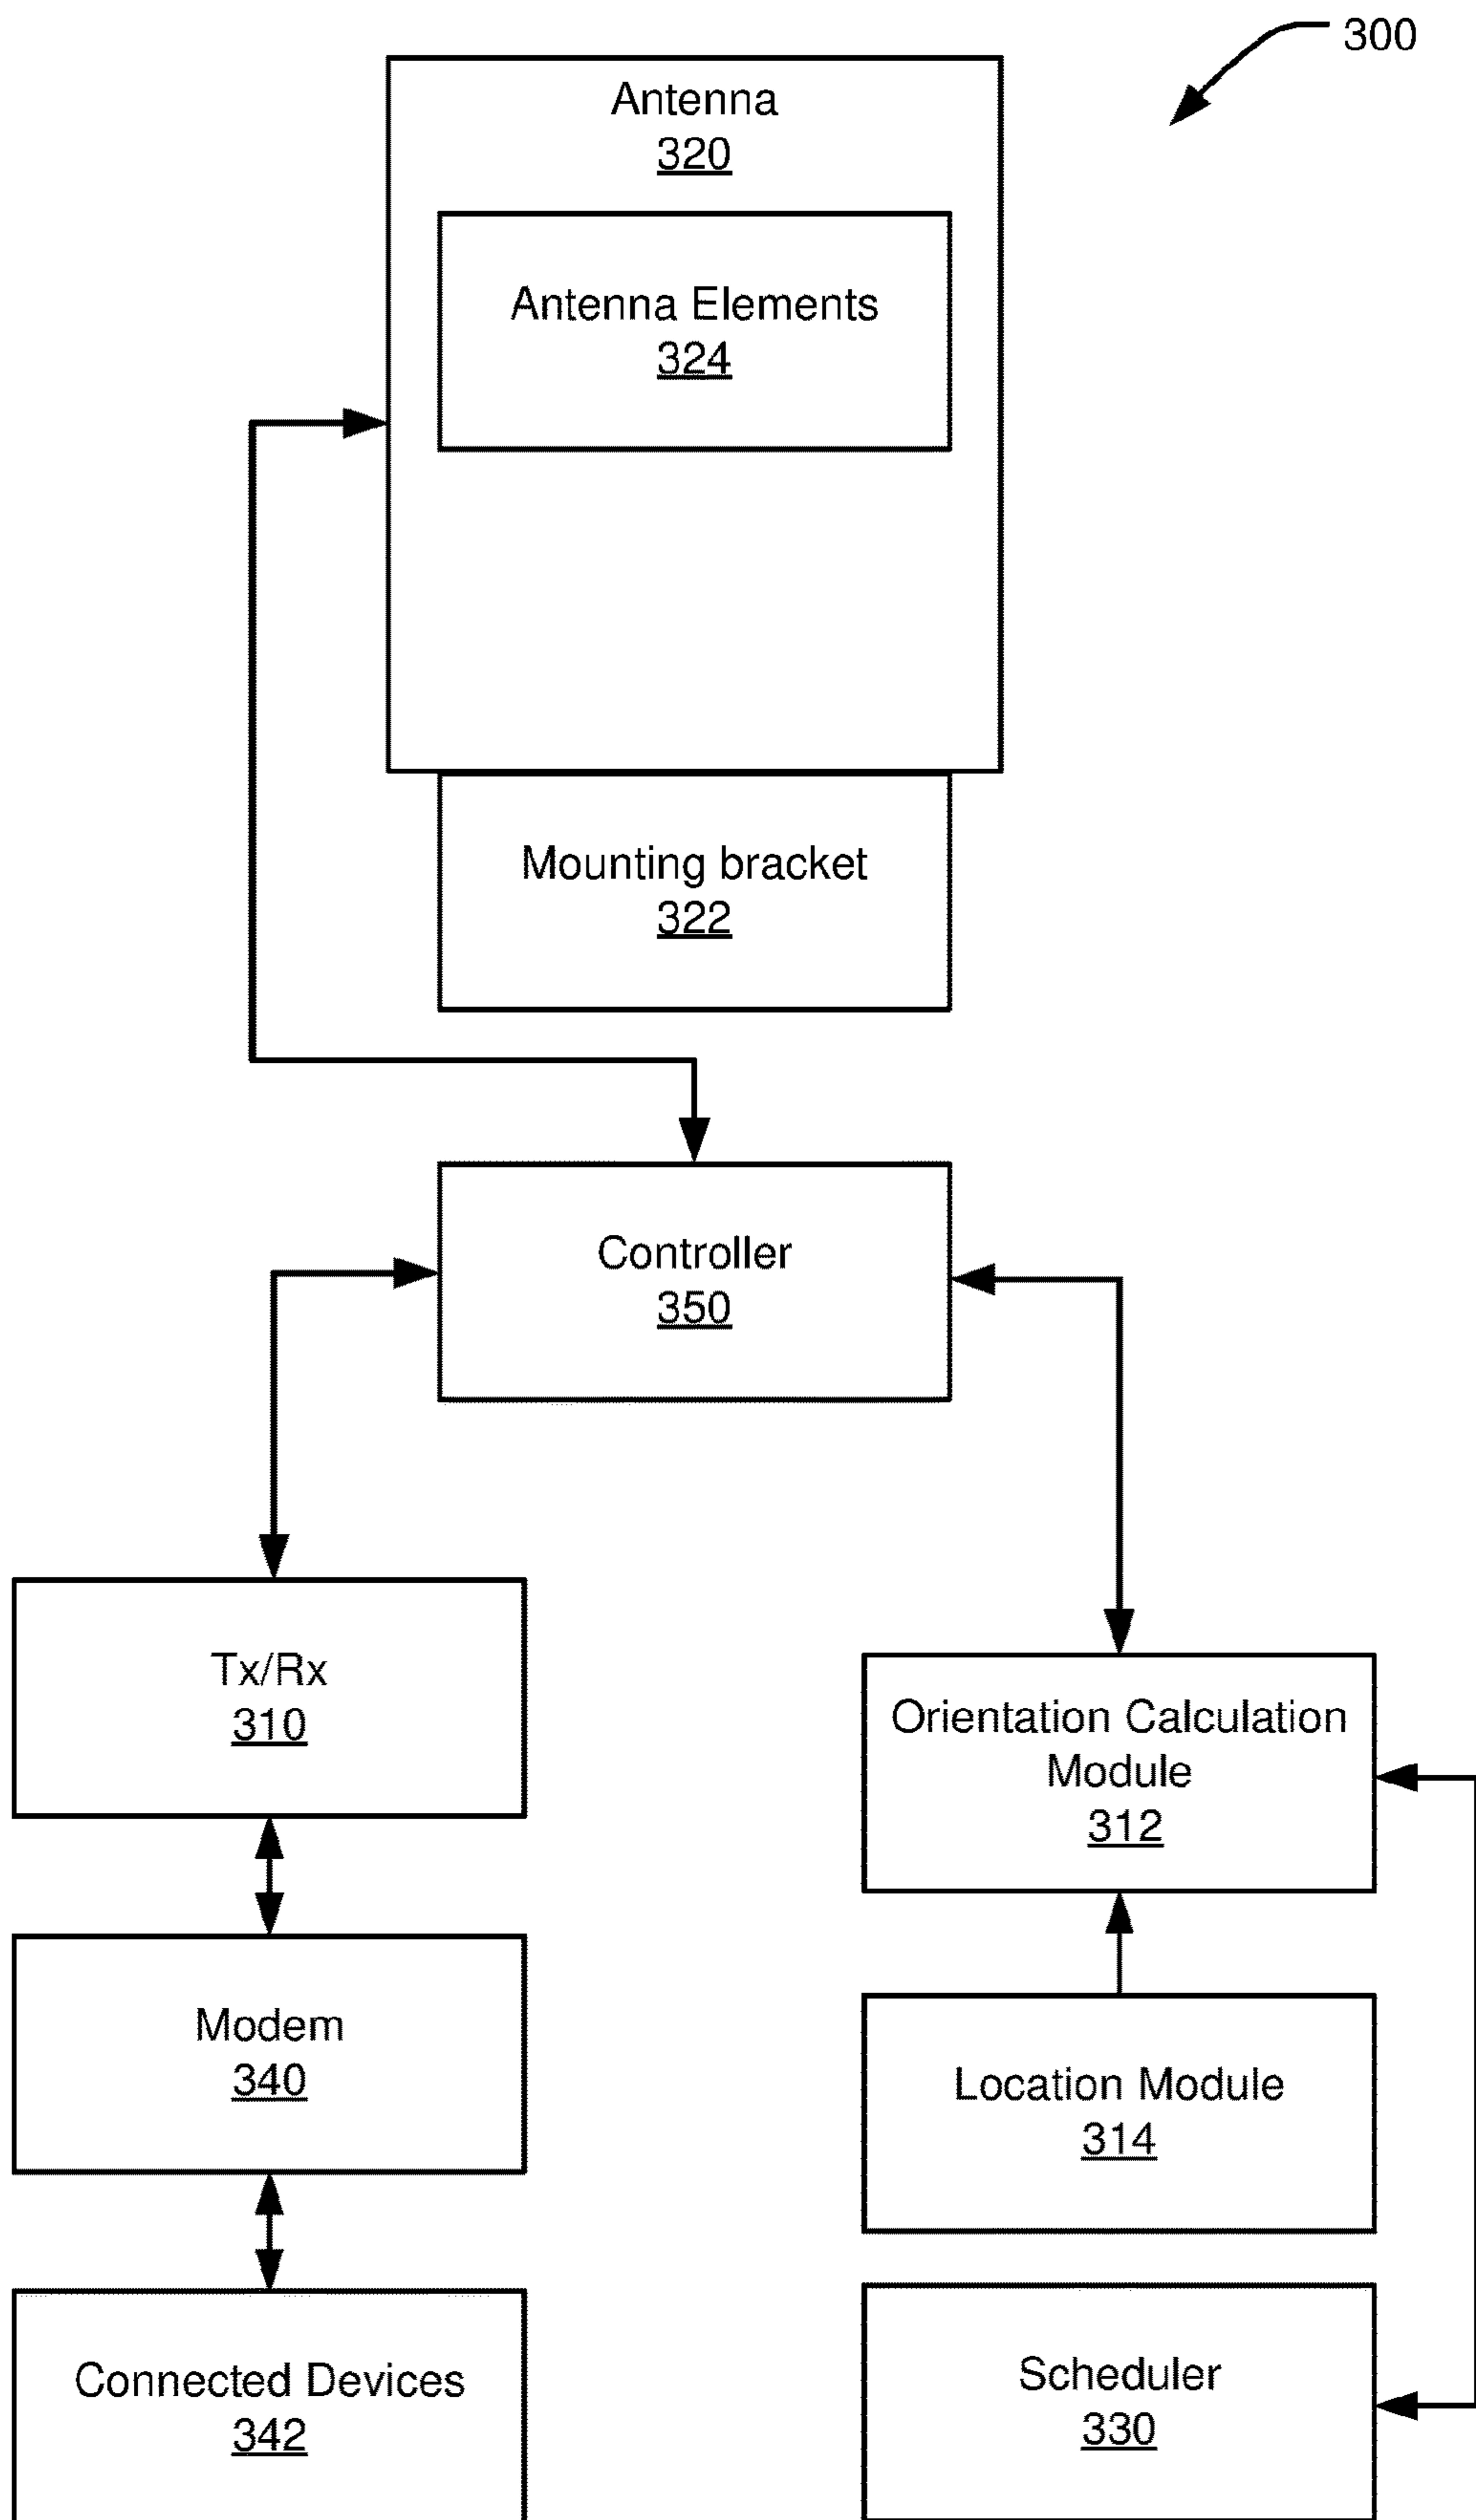 300
Antenna
320
Antenna Elements
324
Mounting bracket
322
Controller
350
Tx/Rx
310
Orientation Calculation
Module
312
Modem
340
Location Module
314
Connected Devices
342
Scheduler
330